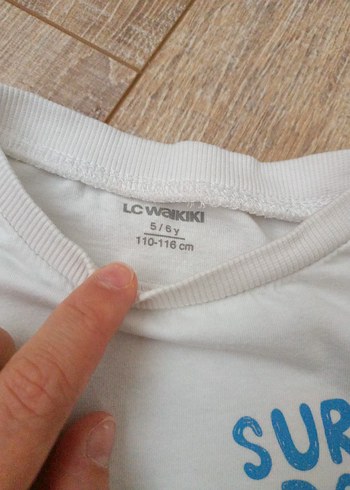 LC WAIKIKI
5 / 6 y
110-116 cm
SUR